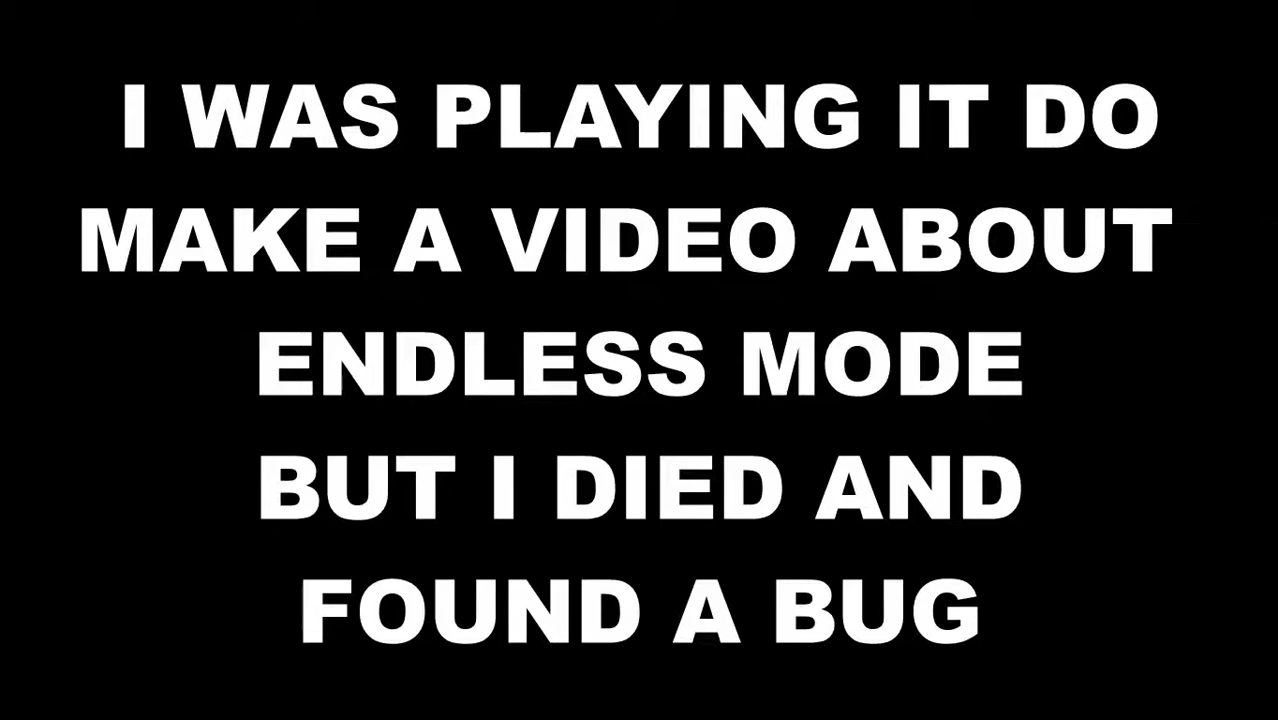 I WAS PLAYING IT DO
MAKE A VIDEO ABOUT
ENDLESS MODE
BUT I DIED AND
FOUND A BUG